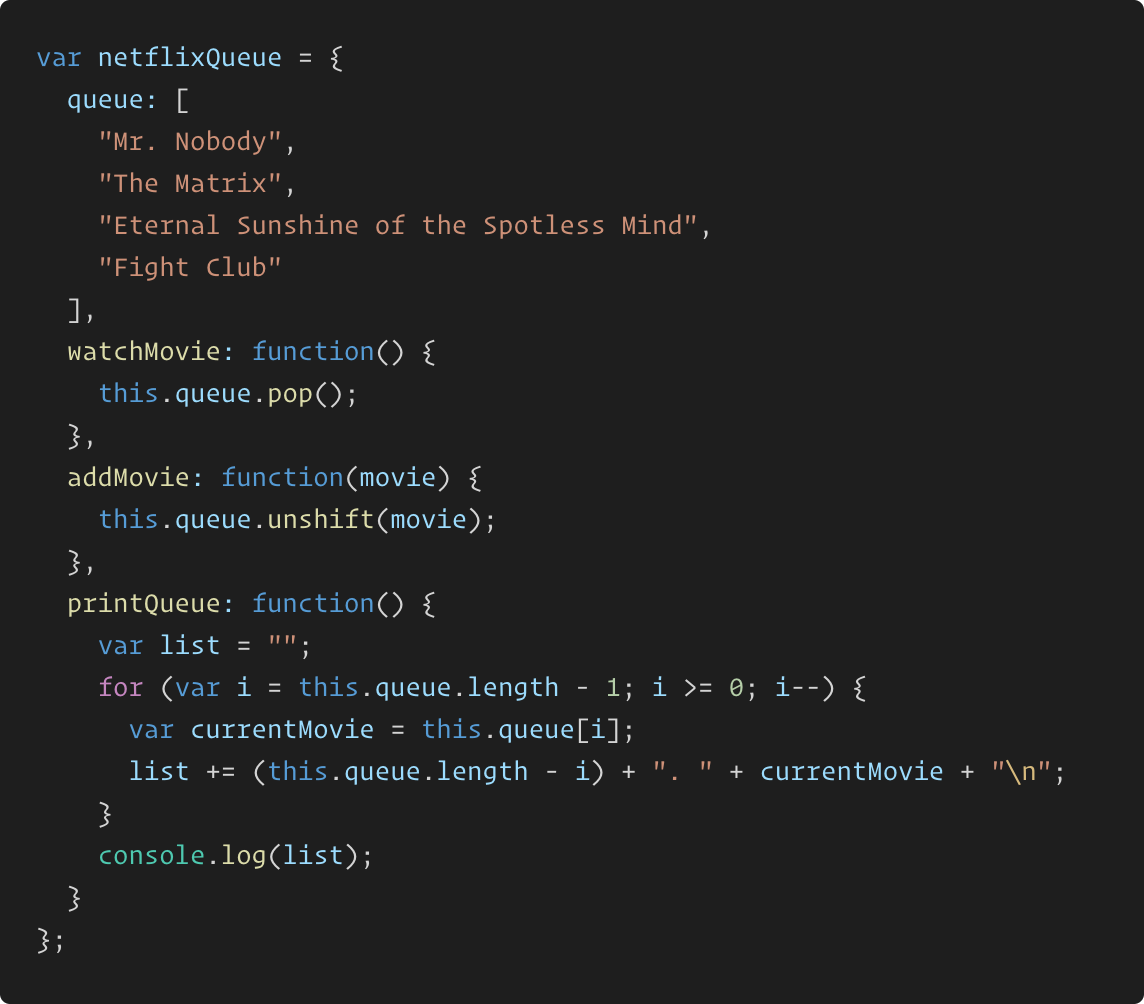 var netflixQueue = {
  queue: [
    "Mr. Nobody",
    "The Matrix",
    "Eternal Sunshine of the Spotless Mind",
    "Fight Club"
  ],
  watchMovie: function() {
    this.queue.pop();
  },
  addMovie: function(movie) {
    this.queue.unshift(movie);
  },
  printQueue: function() {
    var list = "";
    for (var i = this.queue.length - 1; i >= 0; i--) {
      var currentMovie = this.queue[i];
      list += (this.queue.length - i) + ". " + currentMovie + "\n";
    }
    console.log(list);
  }
};